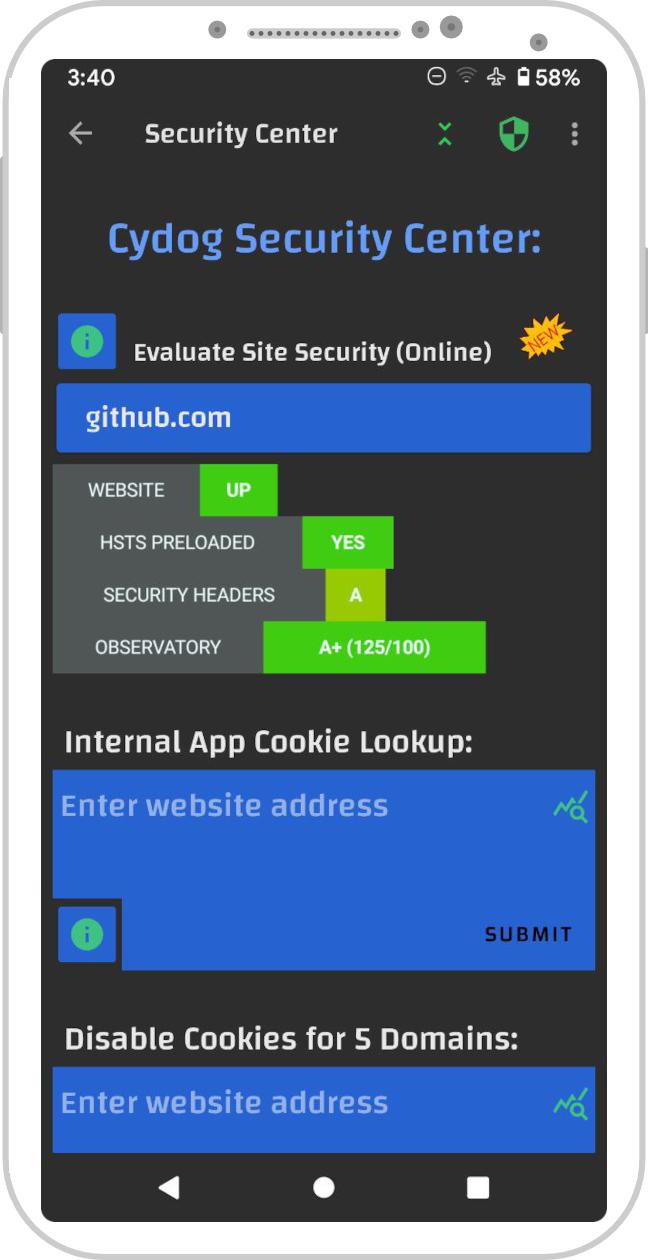 3:40 58%
Security Center
Cydog Security Center:
Evaluate Site Security (Online) NEW
github.com
WEBSITE UP
HSTS PRELOADED YES
SECURITY HEADERS A
OBSERVATORY A+ (125/100)
Internal App Cookie Lookup:
Enter website address
SUBMIT
Disable Cookies for 5 Domains:
Enter website address